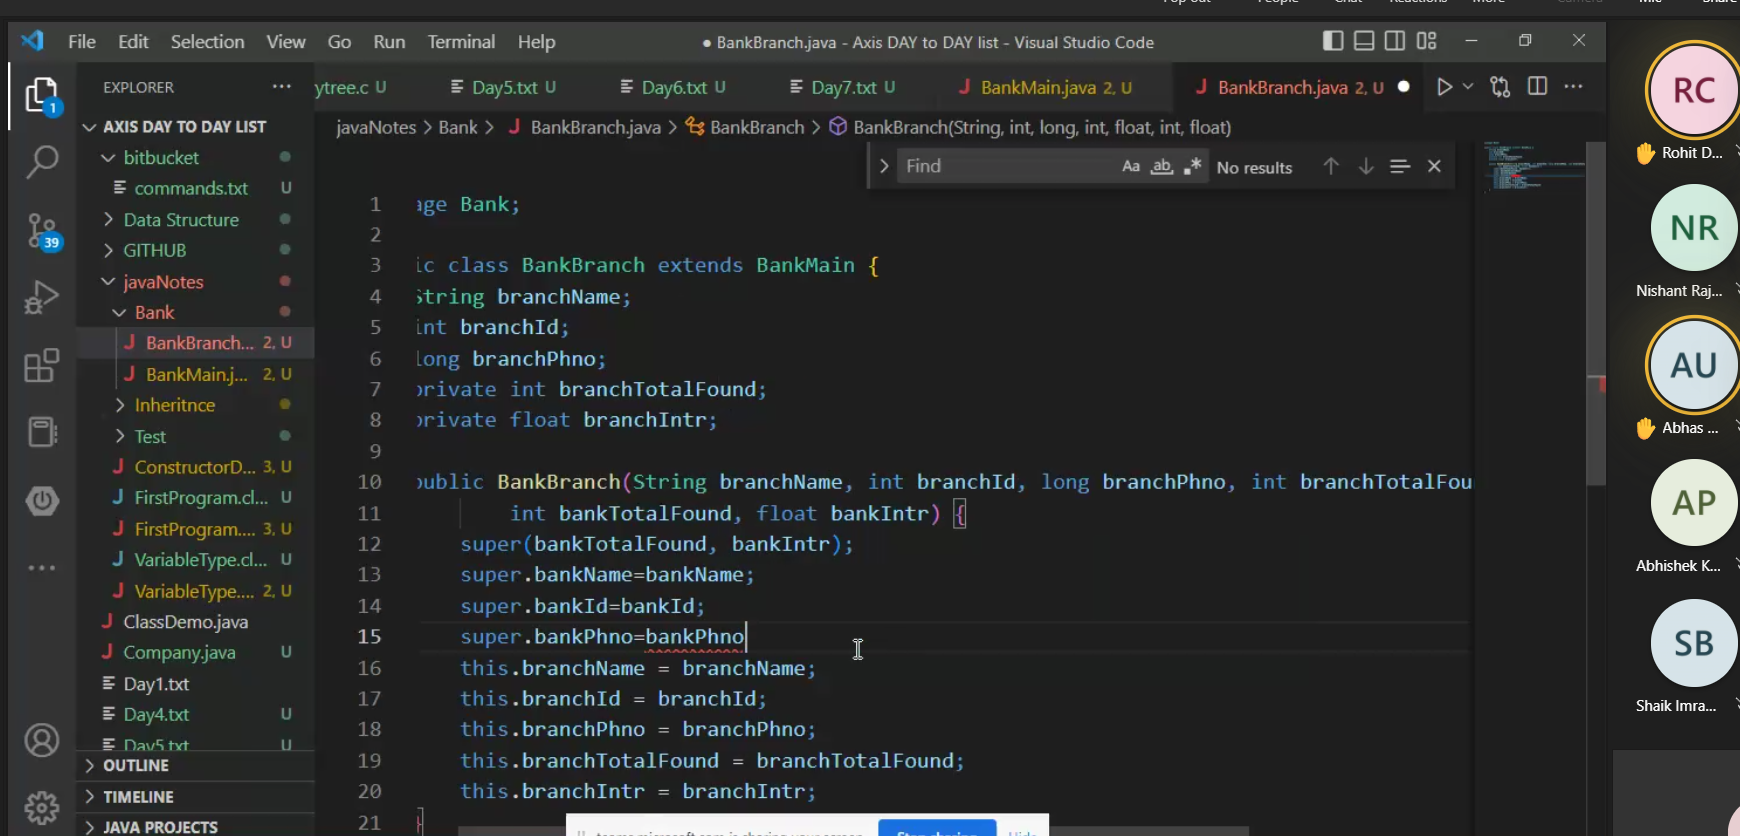 File Edit Selection View Go Run Terminal Help
● BankBranch.java - Axis DAY to DAY list - Visual Studio Code
EXPLORER ···
ytree.c U Day5.txt U Day6.txt U Day7.txt U BankMain.java 2, U BankBranch.java 2, U
javaNotes > Bank > BankBranch.java > BankBranch > BankBranch(String, int, long, int, float, int, float)
Find Aa ab No results
1
39
AXIS DAY TO DAY LIST
bitbucket
commands.txt U
Data Structure
GITHUB
javaNotes
Bank
BankBranch... 2, U
BankMain.j... 2, U
Inheritnce
Test
ConstructorD... 3, U
FirstProgram.cl... U
FirstProgram.... 3, U
VariableType.cl... U
VariableType.... 2, U
ClassDemo.java
Company.java U
Day1.txt
Day4.txt U
Day5.txt U
OUTLINE
TIMELINE
JAVA PROJECTS
1 age Bank;
2
3 ic class BankBranch extends BankMain {
4 String branchName;
5 int branchId;
6 long branchPhno;
7 private int branchTotalFound;
8 private float branchIntr;
9
10 public BankBranch(String branchName, int branchId, long branchPhno, int branchTotalFou
11 int bankTotalFound, float bankIntr) {
12 super(bankTotalFound, bankIntr);
13 super.bankName=bankName;
14 super.bankId=bankId;
15 super.bankPhno=bankPhno
16 this.branchName = branchName;
17 this.branchId = branchId;
18 this.branchPhno = branchPhno;
19 this.branchTotalFound = branchTotalFound;
20 this.branchIntr = branchIntr;
21 }
RC
Rohit D...
NR
Nishant Raj...
AU
Abhas ...
AP
Abhishek K...
SB
Shaik Imra...